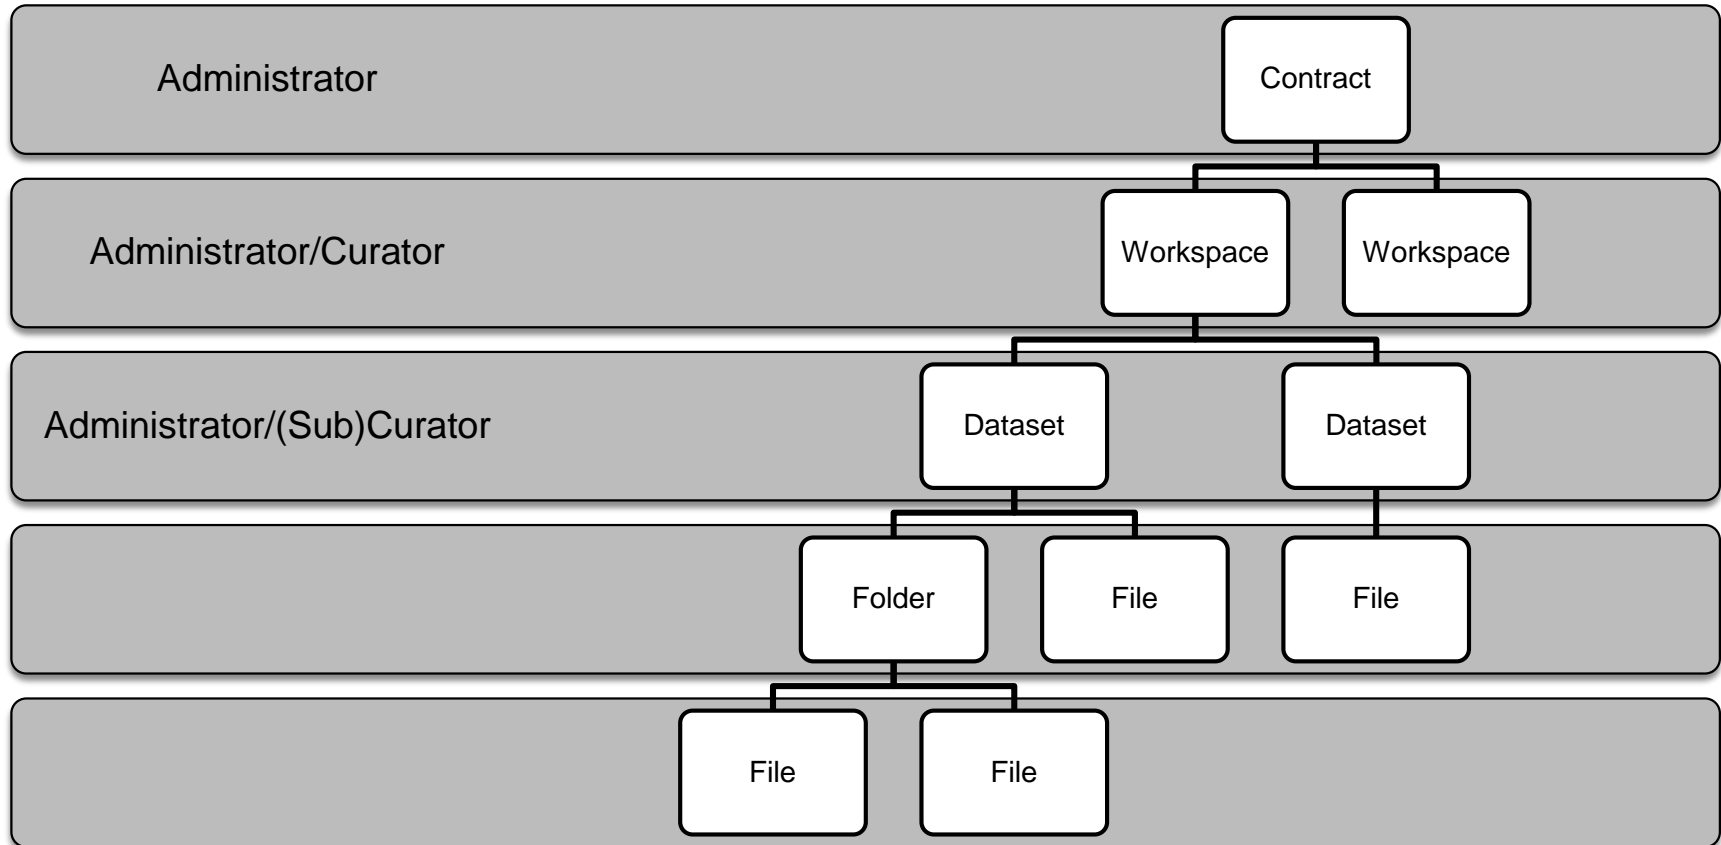 Administrator
Contract
Administrator/Curator
Workspace
Workspace
Administrator/(Sub)Curator
Dataset
Dataset
Folder
File
File
File
File